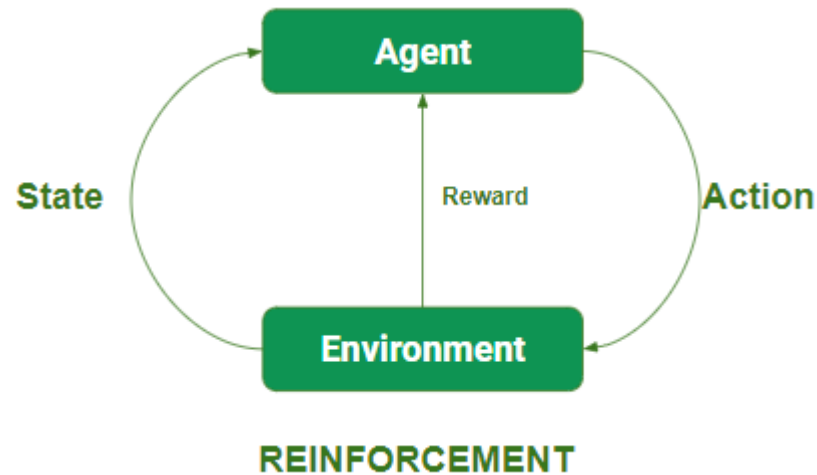 Agent
State
Reward
Action
Environment
REINFORCEMENT